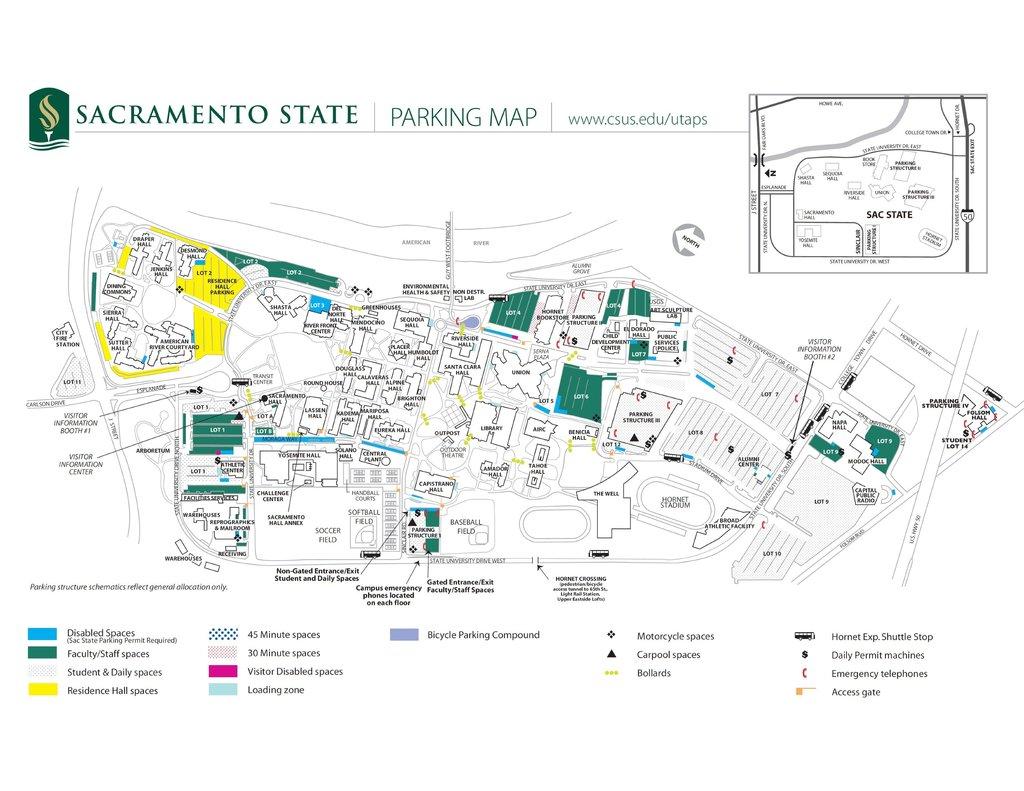 SACRAMENTO STATE
PARKING MAP
www.csus.edu/utaps
HOWE AVE.
FAIR OAKS BLVD.
COLLEGE TOWN DR.
HORNET DR.
STATE UNIVERSITY DR. EAST
SAC STATE EXIT
BOOK STORE
PARKING STRUCTURE II
SHASTA HALL
SEQUOIA HALL
N
ESPLANADE
RIVERSIDE HALL
UNION
PARKING STRUCTURE III
J STREET
STATE UNIVERSITY DR. N.
SACRAMENTO HALL
SAC STATE
YOSEMITE HALL
SINCLAIR
PARKING STRUCTURE I
HORNET STADIUM
STATE UNIVERSITY DR. SOUTH
50
STATE UNIVERSITY DR. WEST
AMERICAN RIVER
GUY WEST FOOTBRIDGE
NORTH
ALUMNI GROVE
DRAPER HALL
DESMOND HALL
JENKINS HALL
LOT 2
LOT 2
LOT 2
RESIDENCE HALL PARKING
DINING COMMONS
SIERRA HALL
SUTTER HALL
AMERICAN RIVER COURTYARD
CITY FIRE STATION
LOT 11
CARLSON DRIVE
ESPLANADE
J STREET
VISITOR INFORMATION BOOTH #1
VISITOR INFORMATION CENTER
ARBORETUM
STATE UNIVERSITY DR. EAST
SHASTA HALL
LOT 3
DEL NORTE HALL
RIVER FRONT CENTER
GREENHOUSES
MENDOCINO HALL
ENVIRONMENTAL HEALTH & SAFETY
NON DESTR. LAB
SEQUOIA HALL
RIVERSIDE HALL
HUMBOLDT HALL
DOUGLASS HALL
CALAVERAS HALL
ALPINE HALL
BRIGHTON HALL
SANTA CLARA HALL
ROUND HOUSE
TRANSIT CENTER
SACRAMENTO HALL
LASSEN HALL
KADEMA HALL
MARIPOSA HALL
EUREKA HALL
LOT 1
LOT A
LOT 1
LOT B
MORAGA WAY
LOT 1
ATHLETIC CENTER
FACILITIES SERVICES
WAREHOUSES
REPROGRAPHICS & MAILROOM
RECEIVING
WAREHOUSES
YOSEMITE HALL
SOLANO HALL
CENTRAL PLANT
CHALLENGE CENTER
SACRAMENTO HALL ANNEX
HANDBALL COURTS
SOCCER FIELD
SOFTBALL FIELD
CAPISTRANO HALL
OUTPOST
OUTDOOR THEATRE
LIBRARY
AMADOR HALL
AIRC
TAHOE HALL
UNION
SERNA PLAZA
LOT 4
HORNET BOOKSTORE
PARKING STRUCTURE II
STATE UNIVERSITY DR. EAST
LOT 4
USGS
ART SCULPTURE LAB
CHILD DEVELOPMENT CENTER
EL DORADO HALL
LOT 7
PUBLIC SERVICES (POLICE)
LOT 5
LOT 6
BENICIA HALL
LOT 12
PARKING STRUCTURE III
LOT 8
STADIUM DRIVE
LOT 7
STATE UNIVERSITY DR. EAST
ALUMNI CENTER
STATE UNIVERSITY DR. SOUTH
VISITOR INFORMATION BOOTH #2
COLLEGE TOWN DRIVE
HORNET DRIVE
NAPA HALL
STATE UNIVERSITY DR. EAST
LOT 9
LOT 9
MODOC HALL
CAPITAL PUBLIC RADIO
LOT 9
PARKING STRUCTURE IV
FOLSOM HALL
STUDENT LOT 14
U.S. HWY 50
FOLSOM BLVD.
LOT 10
BROAD ATHLETIC FACILITY
HORNET STADIUM
THE WELL
BASEBALL FIELD
PARKING STRUCTURE I
SINCLAIR RD.
STATE UNIVERSITY DRIVE WEST
Parking structure schematics reflect general allocation only.
Non-Gated Entrance/Exit
Student and Daily Spaces
Campus emergency
phones located
on each floor
Gated Entrance/Exit
Faculty/Staff Spaces
HORNET CROSSING
(pedestrian/bicycle
access tunnel to 65th St.,
Light Rail Station,
Upper Eastside Lofts)
Disabled Spaces
(Sac State Parking Permit Required)
Faculty/Staff spaces
Student & Daily spaces
Residence Hall spaces
45 Minute spaces
30 Minute spaces
Visitor Disabled spaces
Loading zone
Bicycle Parking Compound
Motorcycle spaces
Carpool spaces
Bollards
Hornet Exp. Shuttle Stop
$ Daily Permit machines
Emergency telephones
Access gate